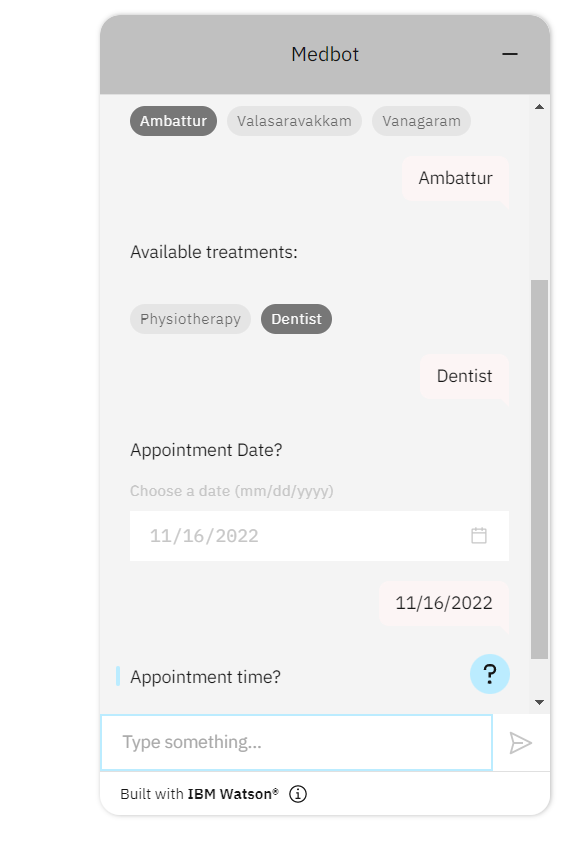 Medbot
Ambattur Valasaravakkam Vanagaram
Ambattur
Available treatments:
Physiotherapy Dentist
Dentist
Appointment Date?
Choose a date (mm/dd/yyyy)
11/16/2022
11/16/2022
?
Appointment time?
Type something...
Built with IBM Watson®